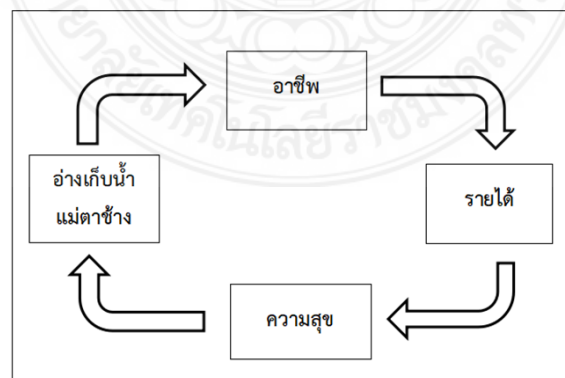 อาชีพ
อ่างเก็บน้ำ
แม่ตาช้าง
รายได้
ความสุข